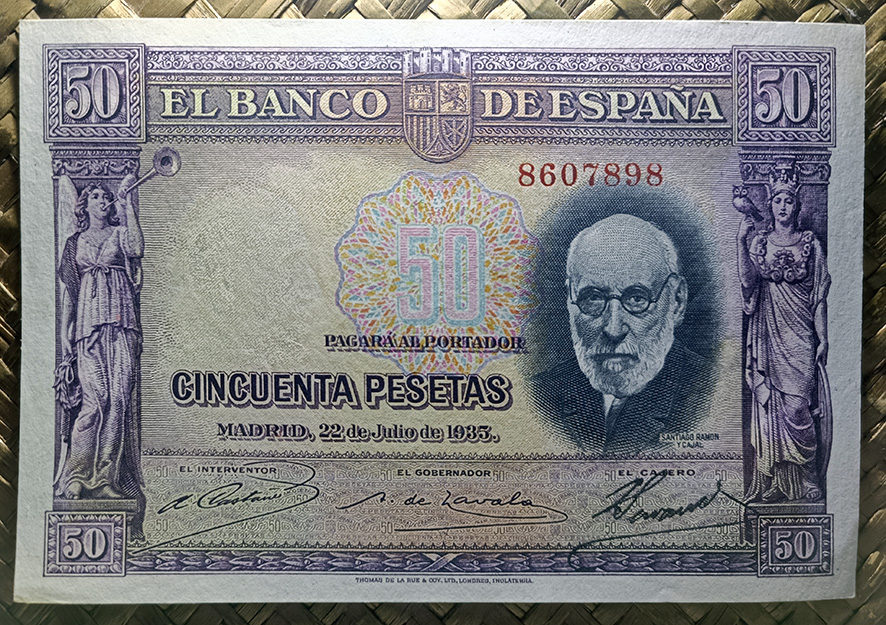 50 EL BANCO DE ESPAÑA 50
8607898
50
PAGARÁ AL PORTADOR
CINCUENTA PESETAS
MADRID, 22 de Julio de 1935.
SANTIAGO RAMON
Y CAJAL
EL INTERVENTOR EL GOBERNADOR EL CAJERO
A. de Zavala
50 50
THOMAS DE LA RUE & COY. LTD, LONDRES, INGLATERRA.